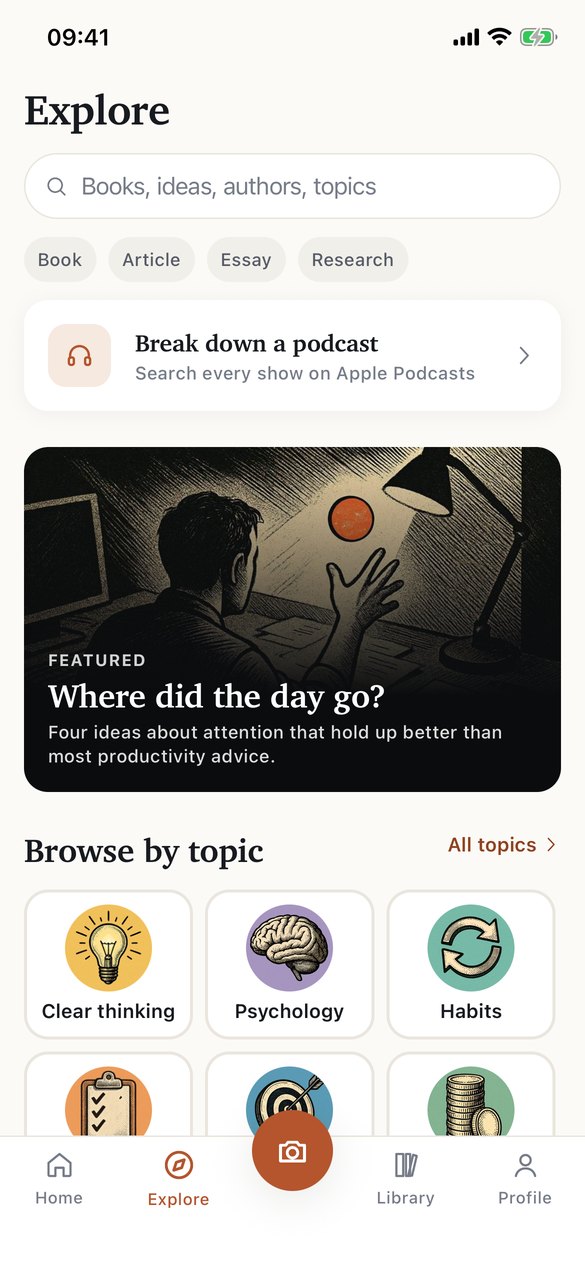 09:41
Explore
Books, ideas, authors, topics
Book
Article
Essay
Research
Break down a podcast
Search every show on Apple Podcasts
FEATURED
Where did the day go?
Four ideas about attention that hold up better than
most productivity advice.
Browse by topic
All topics
Clear thinking
Psychology
Habits
Home
Explore
Library
Profile